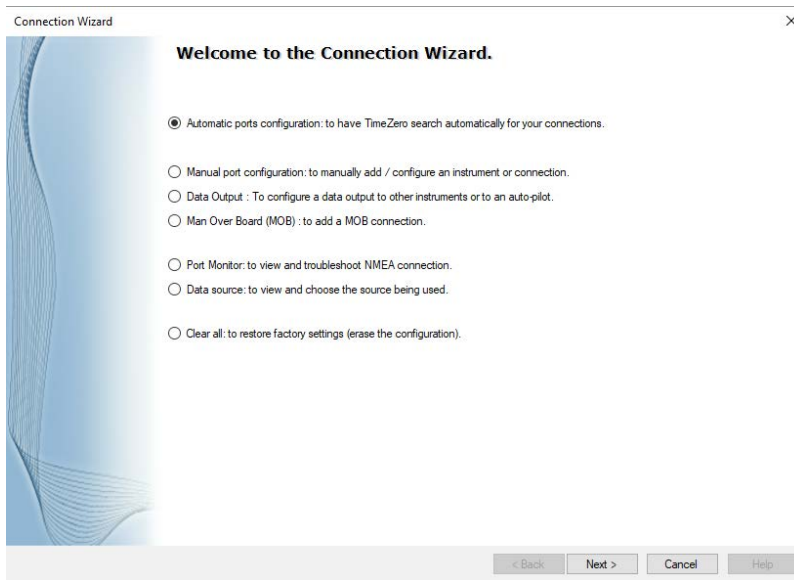 Connection Wizard
Welcome to the Connection Wizard.
Automatic ports configuration: to have TimeZero search automatically for your connections.
Manual port configuration: to manually add / configure an instrument or connection.
Data Output : To configure a data output to other instruments or to an auto-pilot.
Man Over Board (MOB) : to add a MOB connection.
Port Monitor: to view and troubleshoot NMEA connection.
Data source: to view and choose the source being used.
Clear all: to restore factory settings (erase the configuration).
< Back Next > Cancel Help